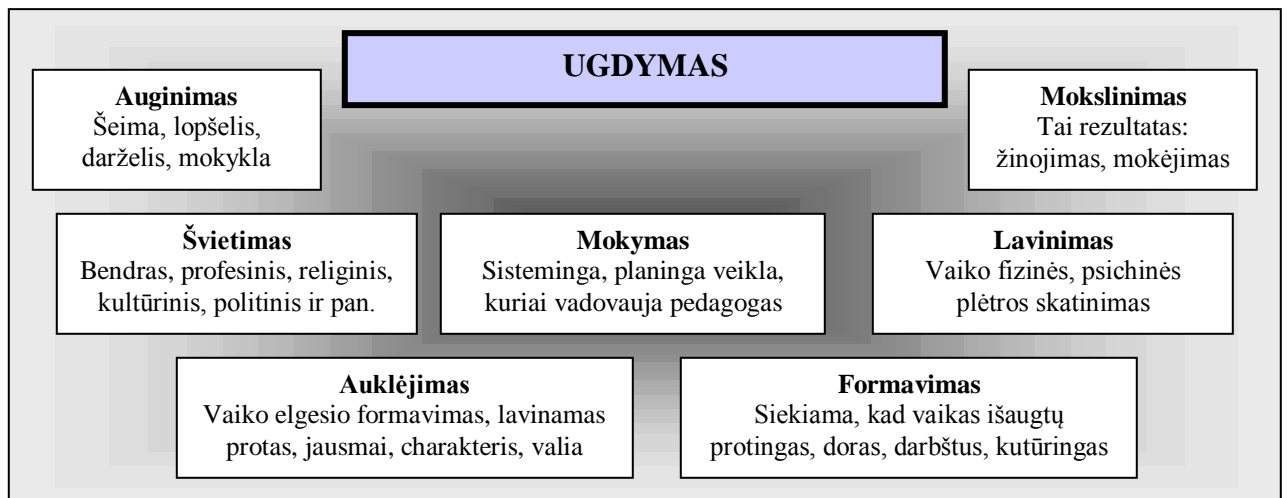 UGDYMAS
Auginimas
Šeima, lopšelis,
darželis, mokykla
Mokslinimas
Tai rezultatas:
žinojimas, mokėjimas
Švietimas
Bendras, profesinis, religinis,
kultūrinis, politinis ir pan.
Mokymas
Sisteminga, planinga veikla,
kuriai vadovauja pedagogas
Lavinimas
Vaiko fizinės, psichinės
plėtros skatinimas
Auklėjimas
Vaiko elgesio formavimas, lavinamas
protas, jausmai, charakteris, valia
Formavimas
Siekiama, kad vaikas išaugtų
protingas, doras, darbštus, kutūringas